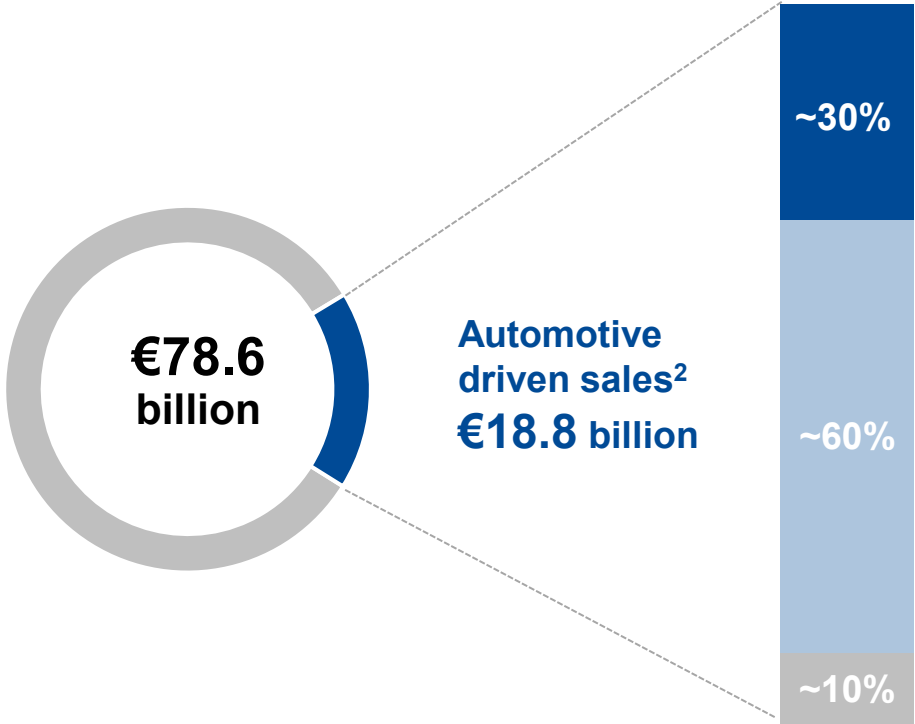 €78.6
billion
Automotive
driven sales²
€18.8 billion
~30%
~60%
~10%